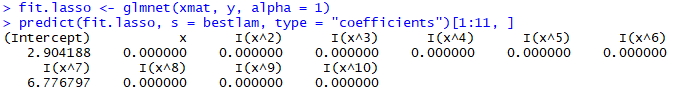 > fit.lasso <- glmnet(xmat, y, alpha = 1)
> predict(fit.lasso, s = bestlam, type = "coefficients")[1:11, ]
(Intercept) x I(x^2) I(x^3) I(x^4) I(x^5) I(x^6)
2.904188 0.000000 0.000000 0.000000 0.000000 0.000000 0.000000
I(x^7) I(x^8) I(x^9) I(x^10)
6.776797 0.000000 0.000000 0.000000